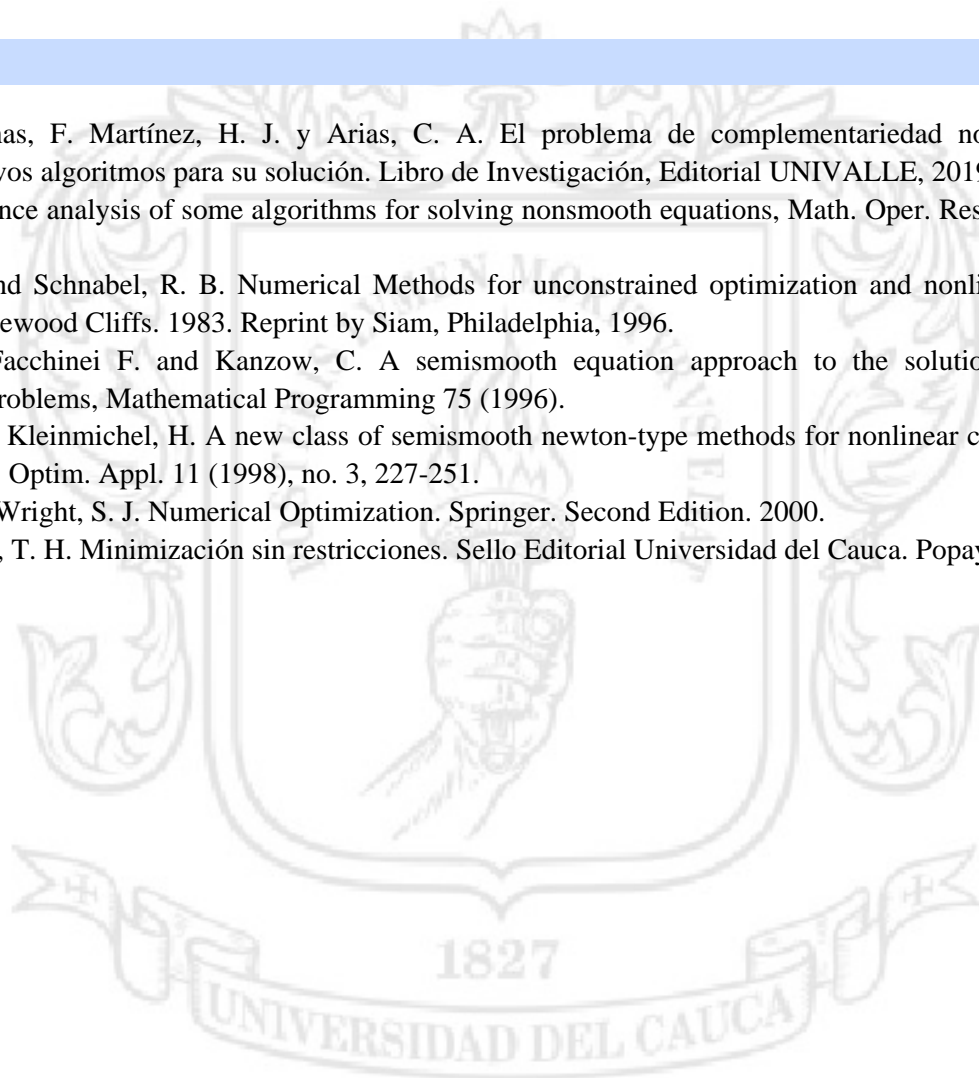 nas, F. Martínez, H. J. y Arias, C. A. El problema de complementariedad no
vos algoritmos para su solución. Libro de Investigación, Editorial UNIVALLE, 2019
nce analysis of some algorithms for solving nonsmooth equations, Math. Oper. Res
nd Schnabel, R. B. Numerical Methods for unconstrained optimization and nonli
ewood Cliffs. 1983. Reprint by Siam, Philadelphia, 1996.
Facchinei F. and Kanzow, C. A semismooth equation approach to the solutio
roblems, Mathematical Programming 75 (1996).
Kleinmichel, H. A new class of semismooth newton-type methods for nonlinear c
Optim. Appl. 11 (1998), no. 3, 227-251.
Wright, S. J. Numerical Optimization. Springer. Second Edition. 2000.
, T. H. Minimización sin restricciones. Sello Editorial Universidad del Cauca. Popay
1827
UNIVERSIDAD DEL CAUCA